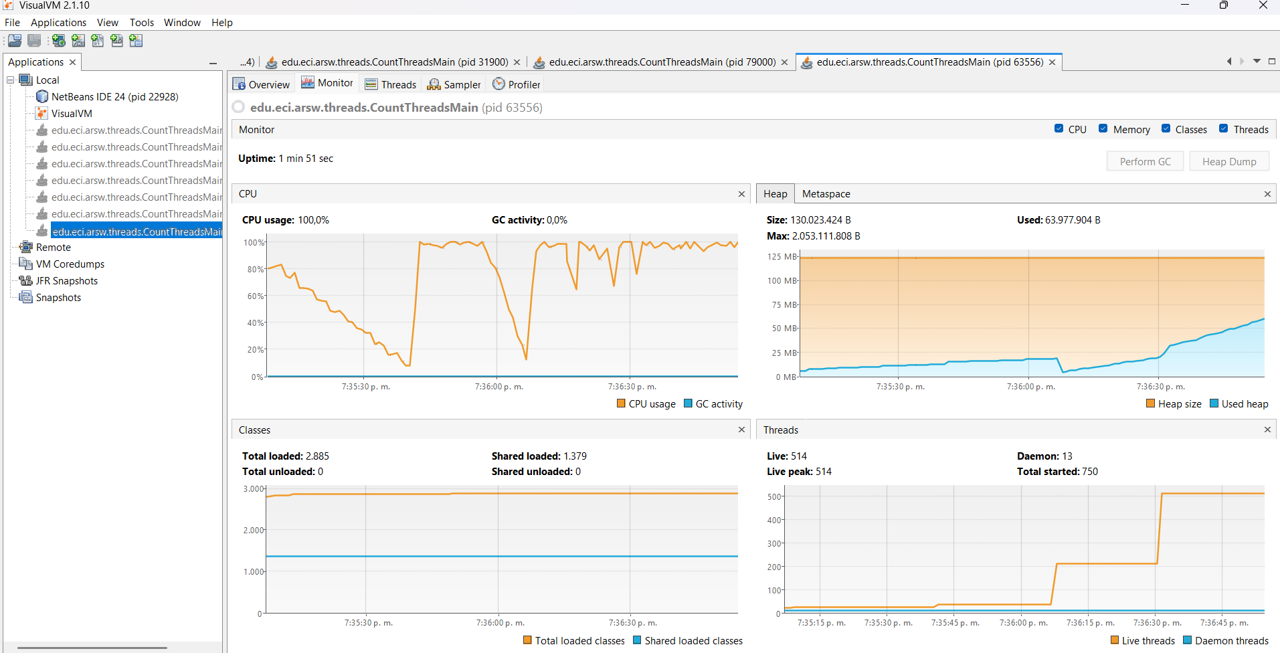 VisualVM 2.1.10
File Applications View Tools Window Help
Applications
...4) edu.eci.arsw.threads.CountThreadsMain (pid 31900) edu.eci.arsw.threads.CountThreadsMain (pid 79000) edu.eci.arsw.threads.CountThreadsMain (pid 63556)
Local
NetBeans IDE 24 (pid 22928)
VisualVM
edu.eci.arsw.threads.CountThreadsMain
edu.eci.arsw.threads.CountThreadsMain
edu.eci.arsw.threads.CountThreadsMain
edu.eci.arsw.threads.CountThreadsMain
edu.eci.arsw.threads.CountThreadsMain
edu.eci.arsw.threads.CountThreadsMain
edu.eci.arsw.threads.CountThreadsMai
Remote
VM Coredumps
JFR Snapshots
Snapshots
Overview Monitor Threads Sampler Profiler
edu.eci.arsw.threads.CountThreadsMain (pid 63556)
Monitor CPU Memory Classes Threads
Uptime: 1 min 51 sec Perform GC Heap Dump
CPU
CPU usage: 100,0% GC activity: 0,0%
100%
80%
60%
40%
20%
0%
7:35:30 p. m. 7:36:00 p. m. 7:36:30 p. m.
CPU usage GC activity
Heap Metaspace
Size: 130.023.424 B Used: 63.977.904 B
Max: 2.053.111.808 B
125 MB
100 MB
75 MB
50 MB
25 MB
0 MB
7:35:30 p. m. 7:36:00 p. m. 7:36:30 p. m.
Heap size Used heap
Classes
Total loaded: 2.885 Shared loaded: 1.379
Total unloaded: 0 Shared unloaded: 0
3.000
2.000
1.000
0
7:35:30 p. m. 7:36:00 p. m. 7:36:30 p. m.
Total loaded classes Shared loaded classes
Threads
Live: 514 Daemon: 13
Live peak: 514 Total started: 750
500
400
300
200
100
0
7:35:15 p. m. 7:35:30 p. m. 7:35:45 p. m. 7:36:00 p. m. 7:36:15 p. m. 7:36:30 p. m. 7:36:45 p. m.
Live threads Daemon threads